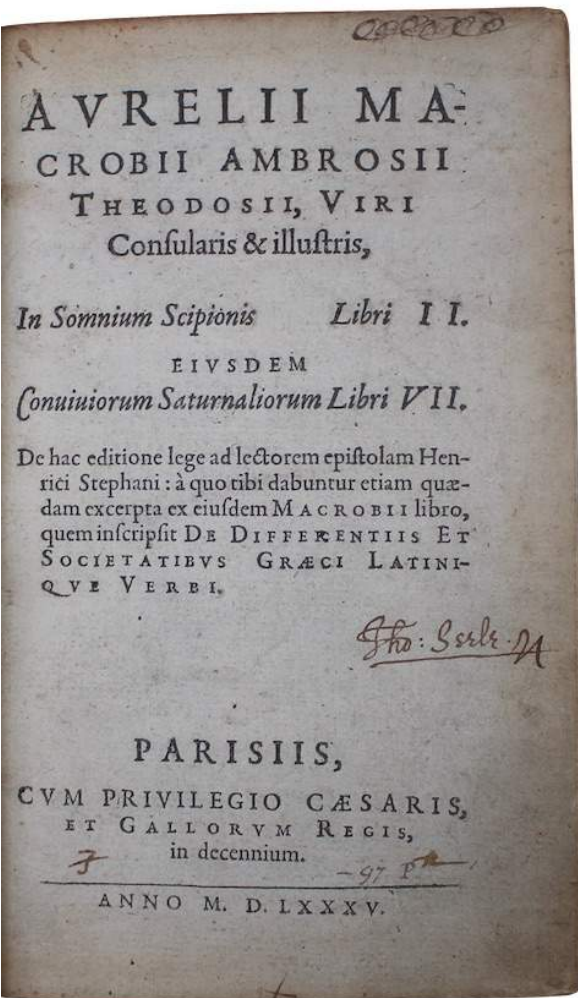 AVRELII MA-
CROBII AMBROSII
THEODOSII, VIRI
Conſularis & illuſtris,
In Somnium Scipionis Libri II.
EIVSDEM
Conuiuiorum Saturnaliorum Libri VII.
De hac editione lege ad lectorem epiſtolam Hen-
rici Stephani: à quo tibi dabuntur etiam quæ-
dam excerpta ex eiuſdem MACROBII libro,
quem inſcripſit DE DIFFERENTIIS ET
SOCIETATIBVS GRÆCI LATINI-
QVE VERBI.
Tho:
PARISIIS,
CVM PRIVILEGIO CÆSARIS,
ET GALLORVM REGIS,
in decennium.
97
ANNO M. D. LXXXV.